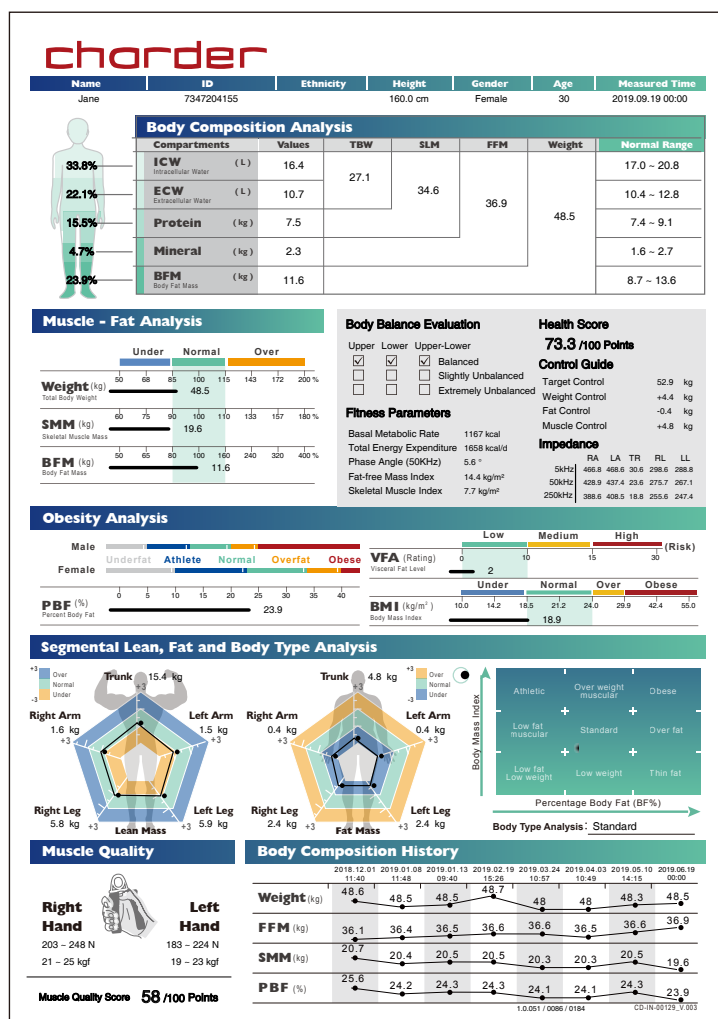 charder
Name ID Ethnicity Height Gender Age Measured Time
Jane 7347204155 160.0 cm Female 30 2019.09.19 00:00
Body Composition Analysis
Compartments Values TBW SLM FFM Weight Normal Range
33.8% ICW (L) 16.4 27.1 34.6 36.9 48.5 17.0 ~ 20.8
Intracellular Water
22.1% ECW (L) 10.7 10.4 ~ 12.8
Extracellular Water
15.5% Protein (kg) 7.5 7.4 ~ 9.1
4.7% Mineral (kg) 2.3 1.6 ~ 2.7
23.9% BFM (kg) 11.6 8.7 ~ 13.6
Body Fat Mass
Muscle - Fat Analysis
Under Normal Over
50 68 85 100 115 143 172 200 %
Weight (kg) 48.5
Total Body Weight
60 75 90 100 110 133 157 180 %
SMM (kg) 19.6
Skeletal Muscle Mass
40 60 80 100 160 240 320 400 %
BFM (kg) 11.6
Body Fat Mass
Body Balance Evaluation
Upper Lower Upper-Lower
Balanced
Slightly Unbalanced
Extremely Unbalanced
Fitness Parameters
Basal Metabolic Rate 1167 kcal
Total Energy Expenditure 1658 kcal/d
Phase Angle (50KHz) 5.6 °
Fat-free Mass Index 14.4 kg/m²
Skeletal Muscle Index 7.7 kg/m²
Health Score
73.3 /100 Points
Control Guide
Target Control 52.9 kg
Weight Control +4.4 kg
Fat Control -0.4 kg
Muscle Control +4.8 kg
Impedance
RA LA TR RL LL
5kHz 466.8 468.6 30.6 298.6 288.8
50kHz 428.9 437.4 23.6 275.7 267.1
250kHz 388.6 408.5 18.8 255.6 247.4
Obesity Analysis
Male
Underfat Athlete Normal Overfat Obese
Female
0 5 10 15 20 25 30 35 40
PBF (%) 23.9
Percent Body Fat
Low Medium High
VFA (Rating) 0 10 15 30 (Risk)
Visceral Fat Level 2
Under Normal Over Obese
BMI (kg/m²) 10.0 14.2 18.5 21.2 24.0 29.9 42.4 55.0
Body Mass Index 18.9
Segmental Lean, Fat and Body Type Analysis
+3 Over
Normal
-3 Under
Trunk 15.4 kg
+3
Right Arm Left Arm
1.6 kg 1.5 kg
+3 +3
Right Leg Left Leg
5.8 kg 5.9 kg
+3 Lean Mass +3
Trunk 4.8 kg
+3
+3 Over
Normal
-3 Under
Right Arm Left Arm
0.4 kg 0.4 kg
+3 +3
Right Leg Left Leg
2.4 kg 2.4 kg
+3 Fat Mass +3
Body Mass Index
Athletic Over weight muscular Obese
Low fat muscular Standard Over fat
Low fat Low weight Low weight Thin fat
Percentage Body Fat (BF%)
Body Type Analysis: Standard
Muscle Quality
Right Hand Left Hand
203 ~ 248 N 183 ~ 224 N
21 ~ 25 kgf 19 ~ 23 kgf
Muscle Quality Score 58 /100 Points
Body Composition History
2018.12.01 2019.01.08 2019.01.13 2019.02.19 2019.03.24 2019.04.03 2019.05.10 2019.06.19
11:40 11:48 09:40 15:26 10:57 10:49 14:15 00:00
Weight (kg) 48.6 48.5 48.5 48.7 48 48 48.3 48.5
FFM (kg) 36.1 36.4 36.5 36.6 36.6 36.5 36.6 36.9
SMM (kg) 20.7 20.4 20.5 20.5 20.3 20.3 20.5 19.6
PBF (%) 25.6 24.2 24.3 24.3 24.1 24.1 24.3 23.9
1.0.051 / 0086 / 0184 CD-IN-00129_V.003